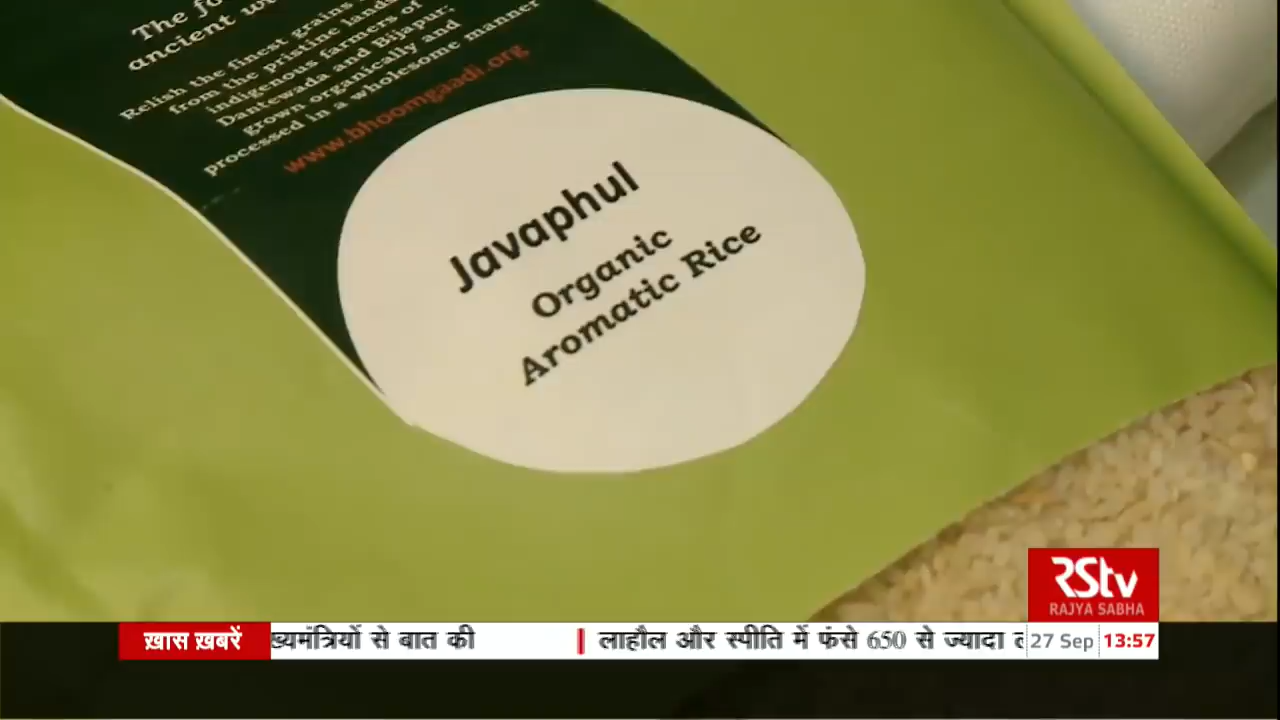 The
ancient
Relish the finest grains
from the pristine lands
indigenous farmers of
Dantewada and Bijapur;
grown organically and
processed in a wholesome manner
www.bhoomgaadi.org
Javaphul
Organic
Aromatic Rice
RStv
RAJYA SABHA
ख़ास ख़बरें ख्यमंत्रियों से बात की | लाहौल और स्पीति में फंसे 650 से ज्यादा 27 Sep 13:57